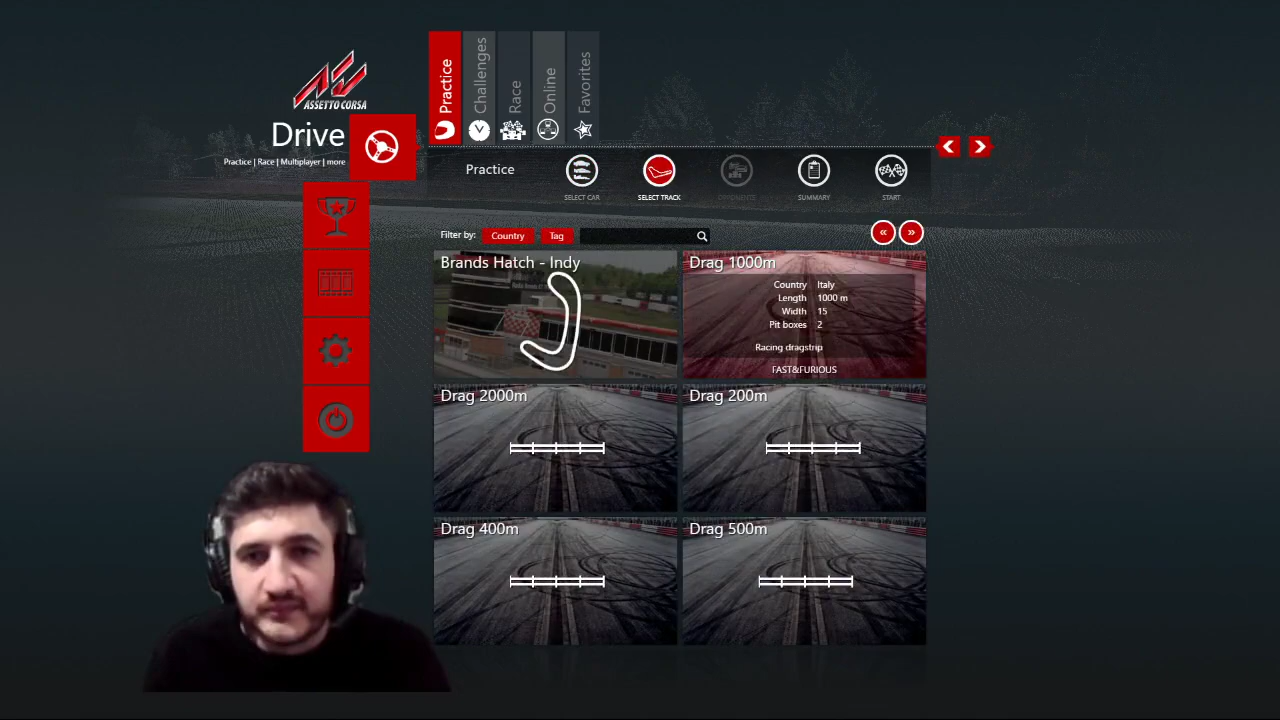 ASSETTO CORSA
Drive
Practice | Race | Multiplayer | more
Practice
Challenges
Race
Online
Favorites
Practice
SELECT CAR
SELECT TRACK
OPPONENTS
SUMMARY
START
Filter by:
Country
Tag
Brands Hatch - Indy
Drag 1000m
Country Italy
Length 1000 m
Width 15
Pit boxes 2
Racing dragstrip
FAST&FURIOUS
Drag 2000m
Drag 200m
Drag 400m
Drag 500m